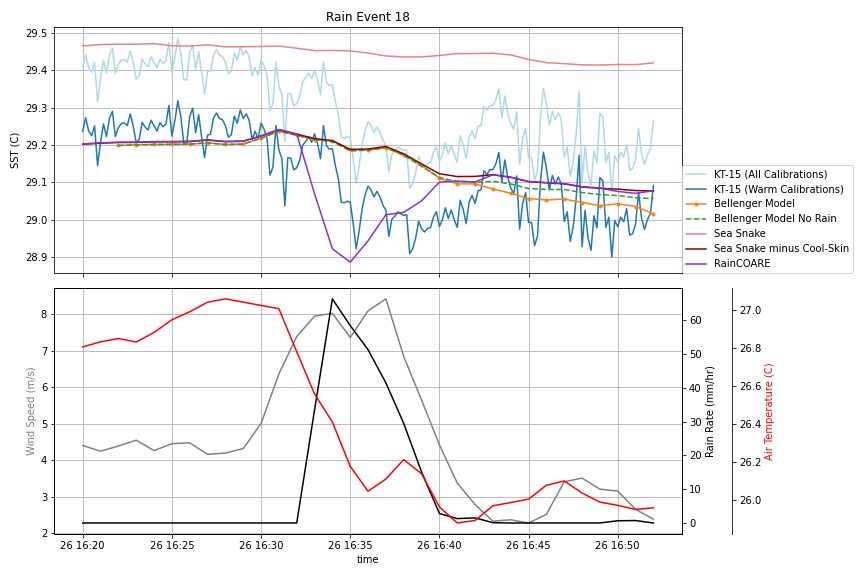 Rain Event 18
29.5
29.4
29.3
29.2
29.1
29.0
28.9
SST (C)
KT-15 (All Calibrations)
KT-15 (Warm Calibrations)
Bellenger Model
Bellenger Model No Rain
Sea Snake
Sea Snake minus Cool-Skin
RainCOARE
8
7
6
5
4
3
2
Wind Speed (m/s)
60
50
40
30
20
10
0
Rain Rate (mm/hr)
27.0
26.8
26.6
26.4
26.2
26.0
Air Temperature (C)
26 16:20 26 16:25 26 16:30 26 16:35 26 16:40 26 16:45 26 16:50
time